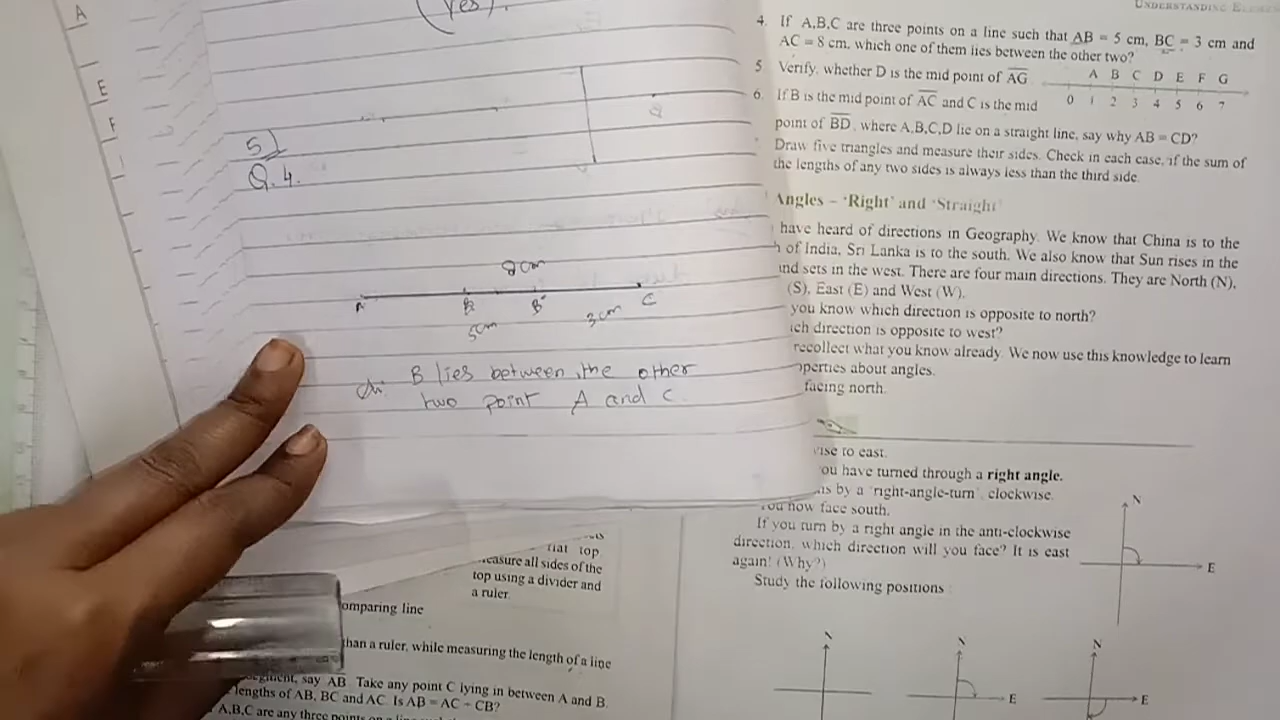 (Yes).
5)
Q.4.
8cm
A
B
C
5cm
3cm
B lies between the other
two point A and C.
A
E
F
UNDERSTANDING
4. If A,B,C are three points on a line such that AB = 5 cm, BC = 3 cm and
AC = 8 cm, which one of them lies between the other two?
5. Verify, whether D is the mid point of AG
A B C D E F G
0 1 2 3 4 5 6 7
6. If B is the mid point of AC and C is the mid
point of BD, where A,B,C,D lie on a straight line, say why AB = CD?
Draw five triangles and measure their sides. Check in each case, if the sum of
the lengths of any two sides is always less than the third side.
Angles – 'Right' and 'Straight'
have heard of directions in Geography. We know that China is to the
of India, Sri Lanka is to the south. We also know that Sun rises in the
and sets in the west. There are four main directions. They are North (N),
(S), East (E) and West (W).
you know which direction is opposite to north?
direction is opposite to west?
recollect what you know already. We now use this knowledge to learn
about angles.
facing north.
to east.
you have turned through a right angle.
is by a 'right-angle-turn', clockwise.
now face south.
If you turn by a right angle in the anti-clockwise
direction, which direction will you face? It is east
again! (Why?)
Study the following positions
N
E
N
N
E
N
E
top
all sides of the
top using a divider and
a ruler.
than a ruler, while measuring the length of a line
say AB. Take any point C lying in between A and B.
lengths of AB, BC and AC. Is AB = AC + CB?
A,B,C are any three points on a